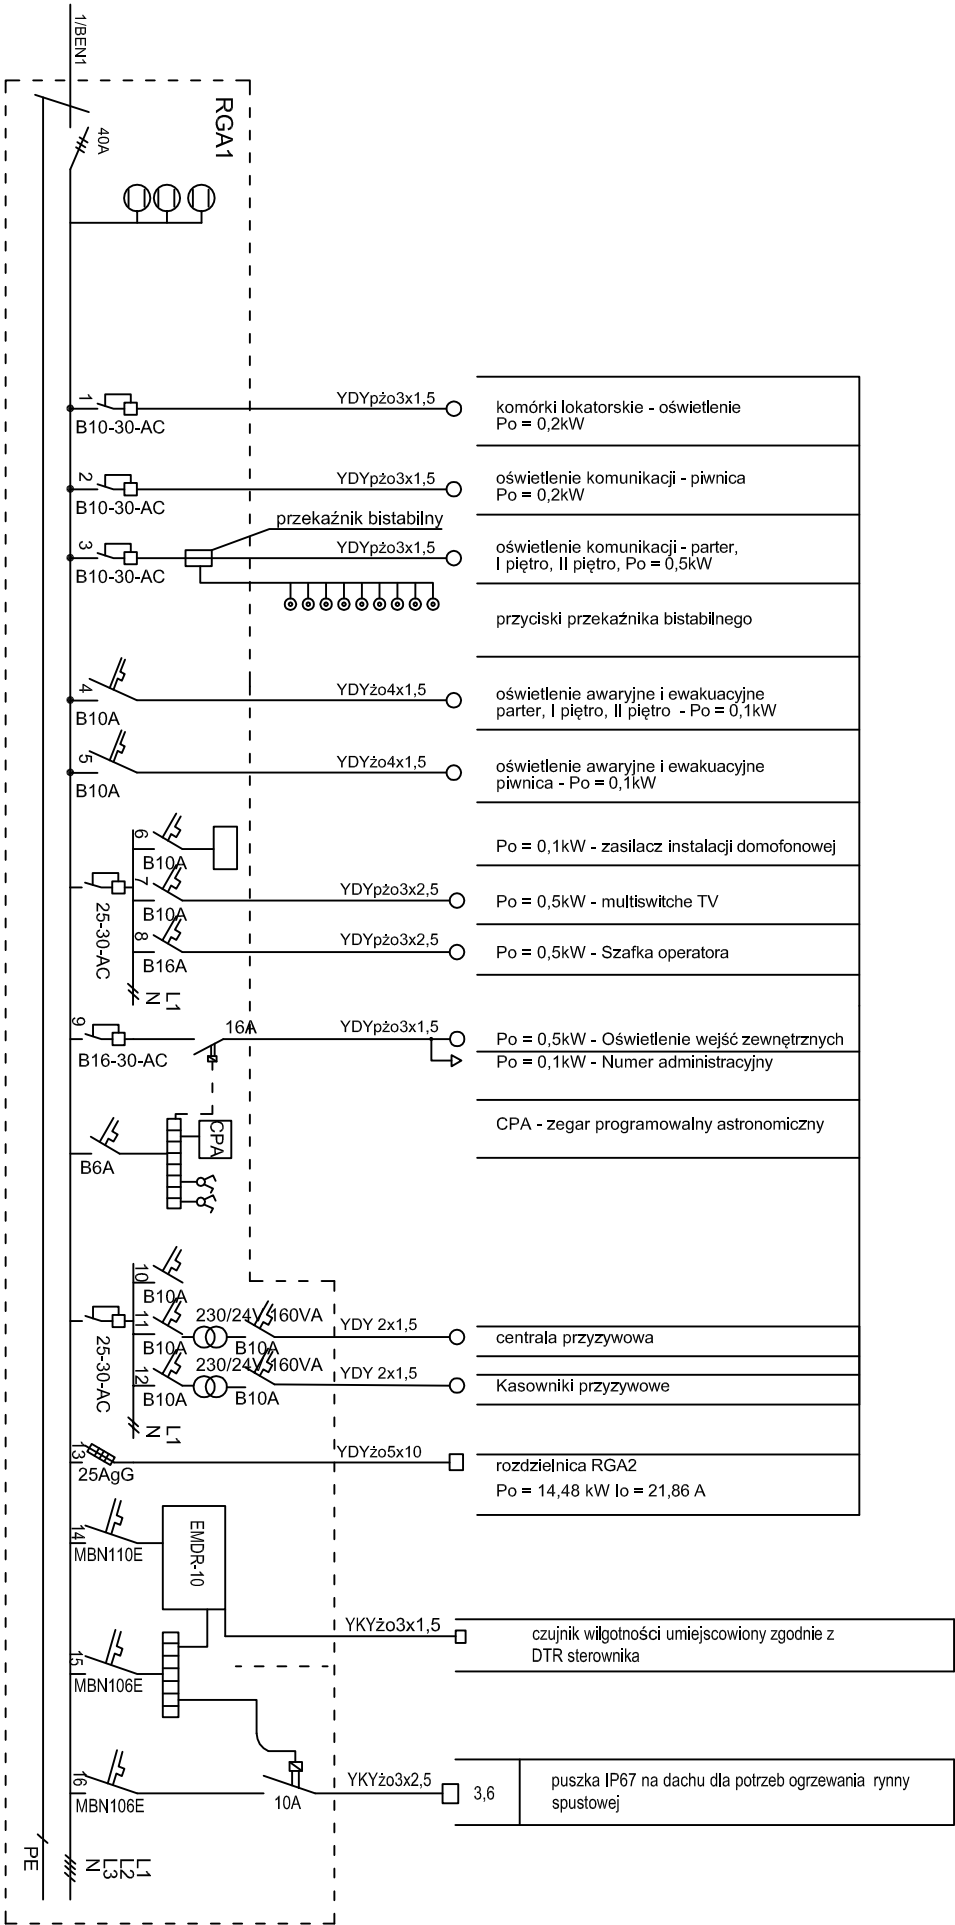 1/BEN1
RGA1
40A
1
B10-30-AC
YDYpżo3x1,5
komórki lokatorskie - oświetlenie
Po = 0,2kW
2
B10-30-AC
YDYpżo3x1,5
oświetlenie komunikacji - piwnica
Po = 0,2kW
przekaźnik bistabilny
3
B10-30-AC
YDYpżo3x1,5
oświetlenie komunikacji - parter,
I piętro, II piętro, Po = 0,5kW
przyciski przekaźnika bistabilnego
4
B10A
YDYżo4x1,5
oświetlenie awaryjne i ewakuacyjne
parter, I piętro, II piętro - Po = 0,1kW
5
B10A
YDYżo4x1,5
oświetlenie awaryjne i ewakuacyjne
piwnica - Po = 0,1kW
25-30-AC
6
B10A
Po = 0,1kW - zasilacz instalacji domofonowej
7
B10A
YDYpżo3x2,5
Po = 0,5kW - multiswitche TV
8
B16A
YDYpżo3x2,5
Po = 0,5kW - Szafka operatora
L1
N
9
B16-30-AC
16A
YDYpżo3x1,5
Po = 0,5kW - Oświetlenie wejść zewnętrznych
Po = 0,1kW - Numer administracyjny
B6A
CPA
CPA - zegar programowalny astronomiczny
25-30-AC
10
B10A
11
B10A
230/24V 160VA
B10A
YDY 2x1,5
centrala przyzywowa
12
B10A
230/24V 160VA
B10A
YDY 2x1,5
Kasowniki przyzywowe
L1
N
13
25AgG
YDYżo5x10
rozdzielnica RGA2
Po = 14,48 kW Io = 21,86 A
14
MBN110E
EMDR-10
YKYżo3x1,5
czujnik wilgotności umiejscowiony zgodnie z
DTR sterownika
15
MBN106E
16
MBN106E
10A
YKYżo3x2,5
3,6
puszka IP67 na dachu dla potrzeb ogrzewania rynny
spustowej
PE
L1
L2
L3
N